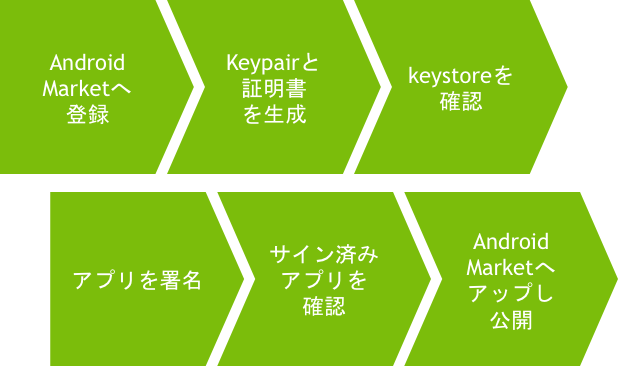 Android
Marketへ
登録
Keypairと
証明書
を生成
keystoreを
確認
アプリを署名
サイン済み
アプリを
確認
Android
Marketへ
アップし
公開